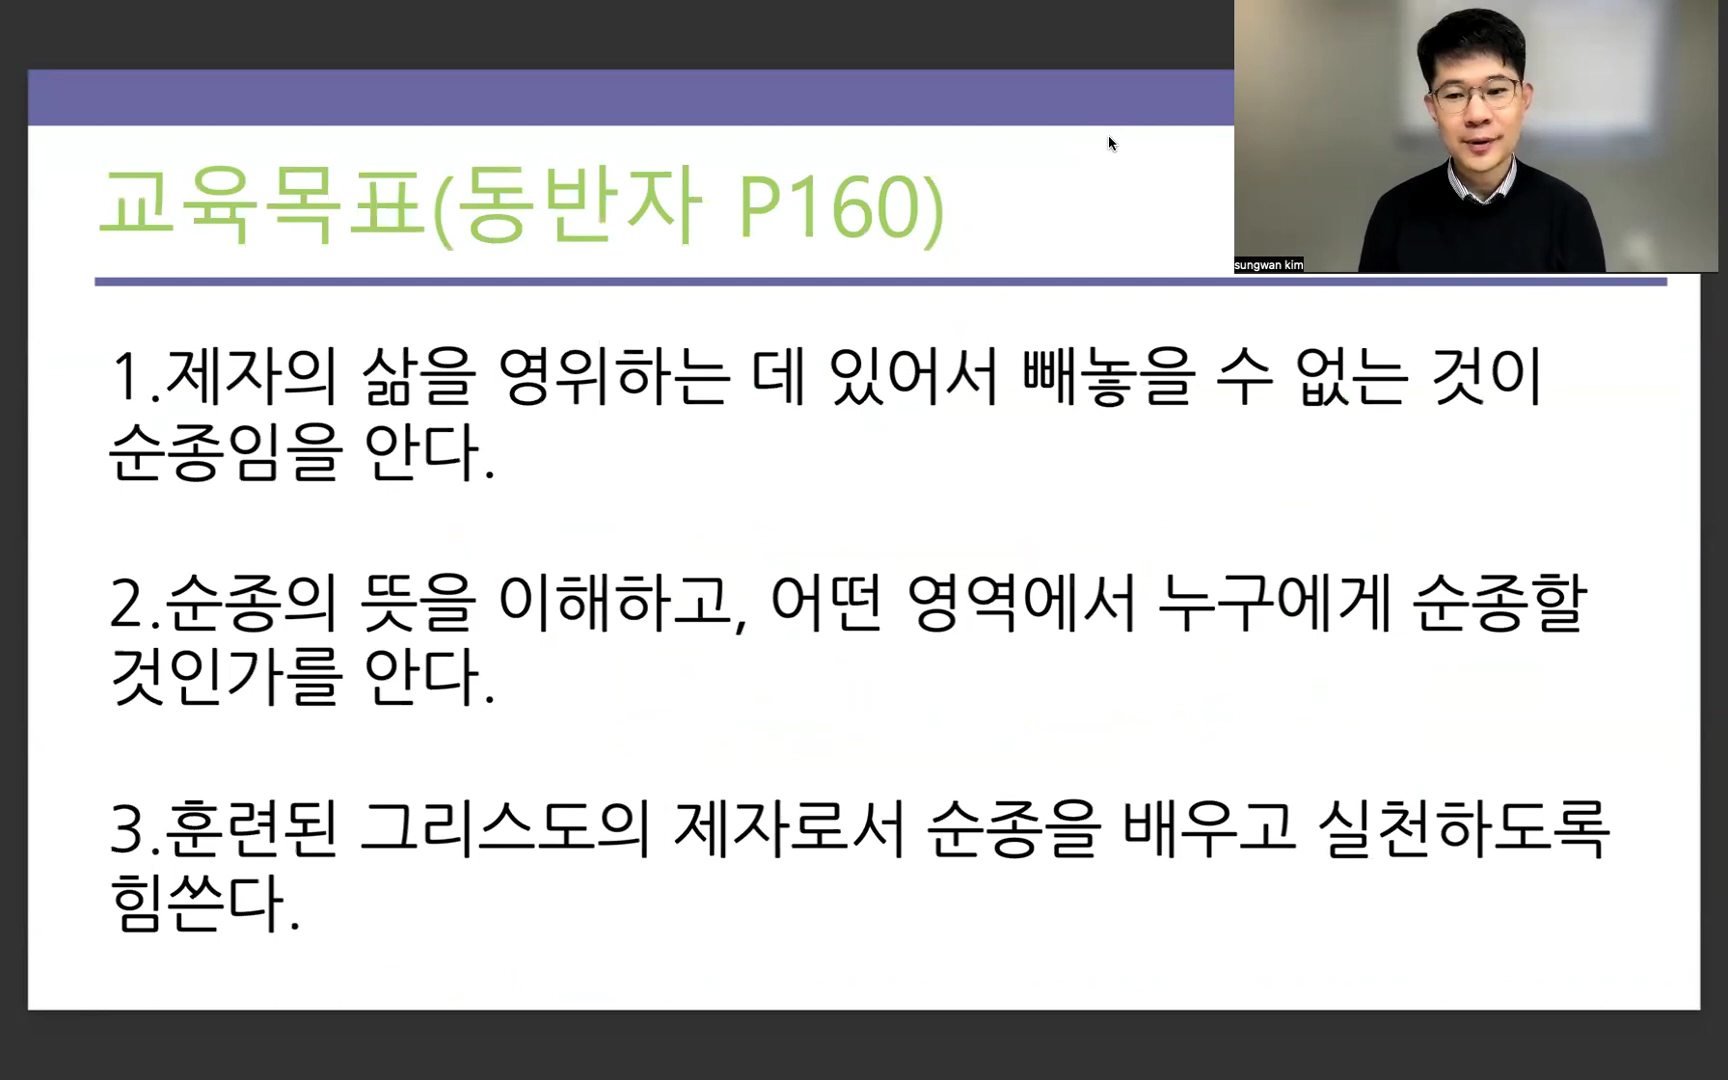 교육목표(동반자 P160)
sungwan kim
1.제자의 삶을 영위하는 데 있어서 빼놓을 수 없는 것이
순종임을 안다.
2.순종의 뜻을 이해하고, 어떤 영역에서 누구에게 순종할
것인가를 안다.
3.훈련된 그리스도의 제자로서 순종을 배우고 실천하도록
힘쓴다.